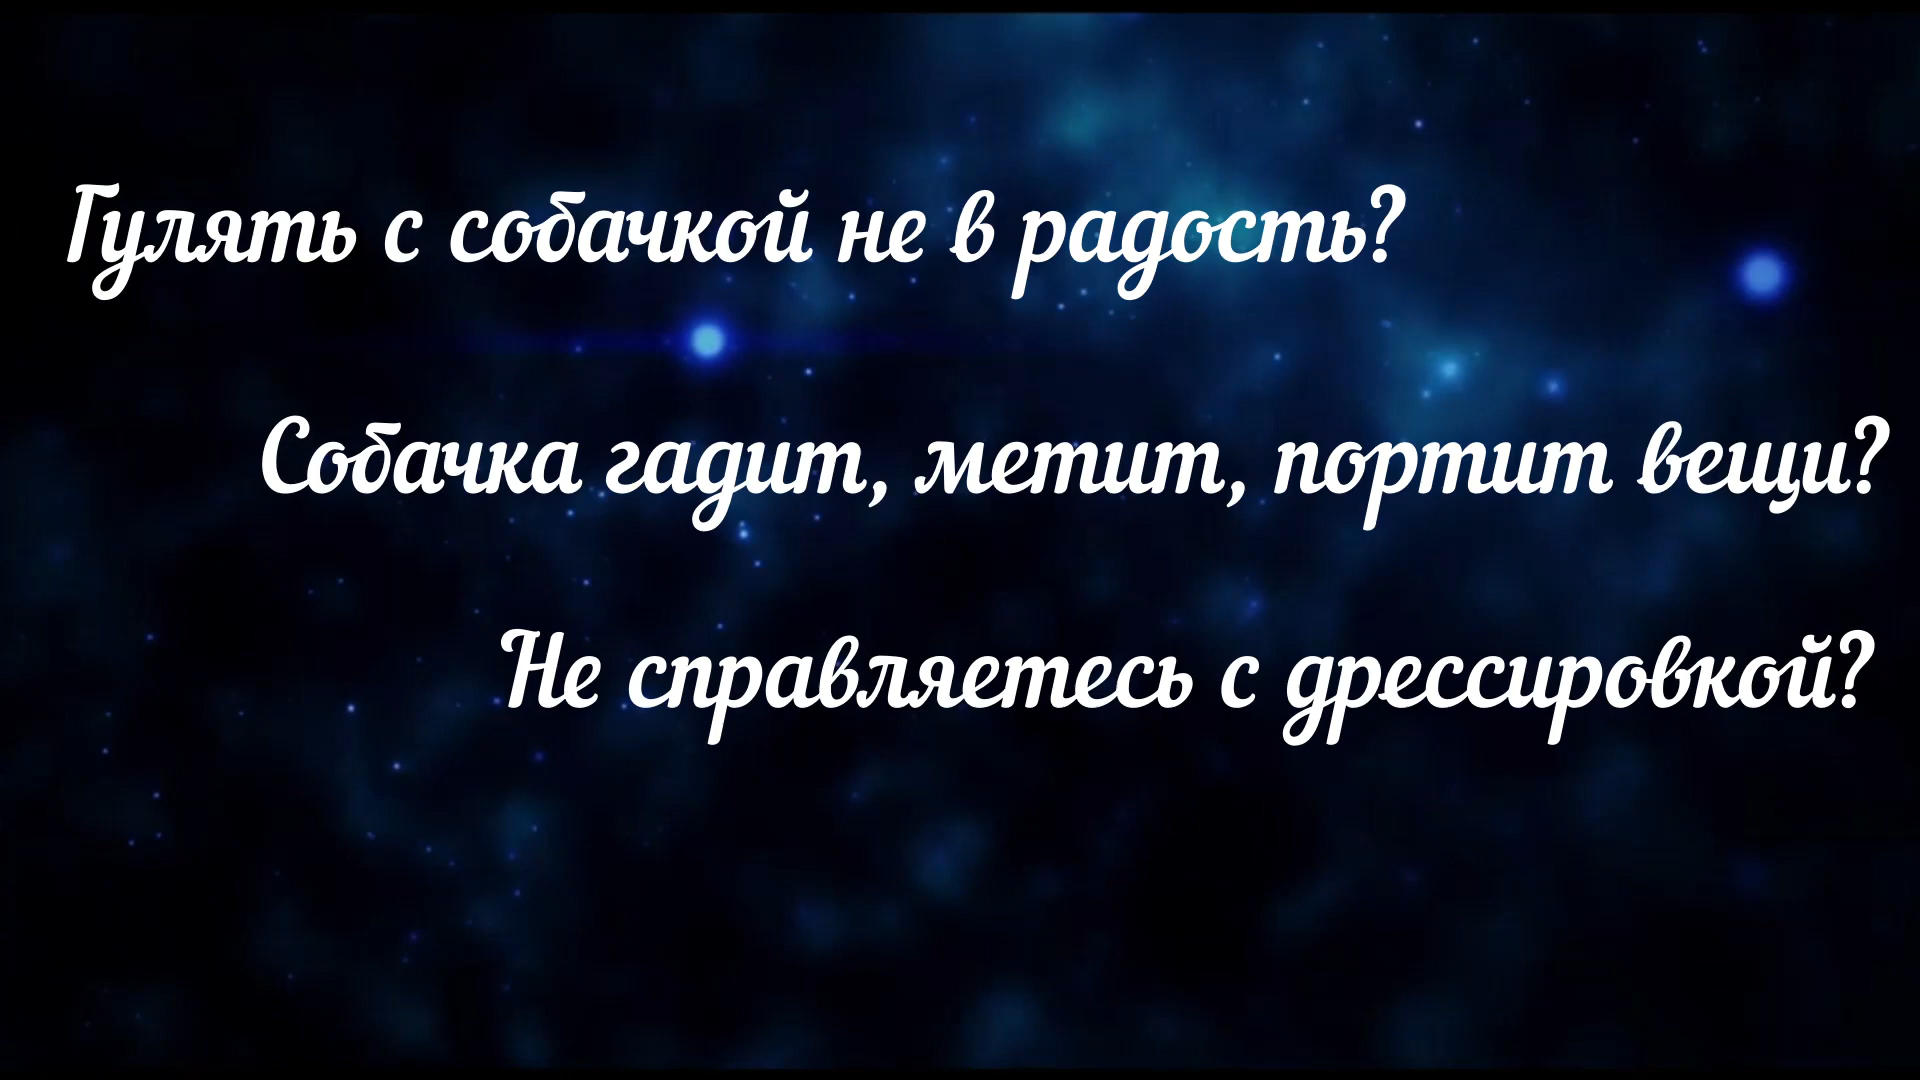 Гулять с собачкой не в радость?
Собачка гадит, метит, портит вещи?
Не справляетесь с дрессировкой?